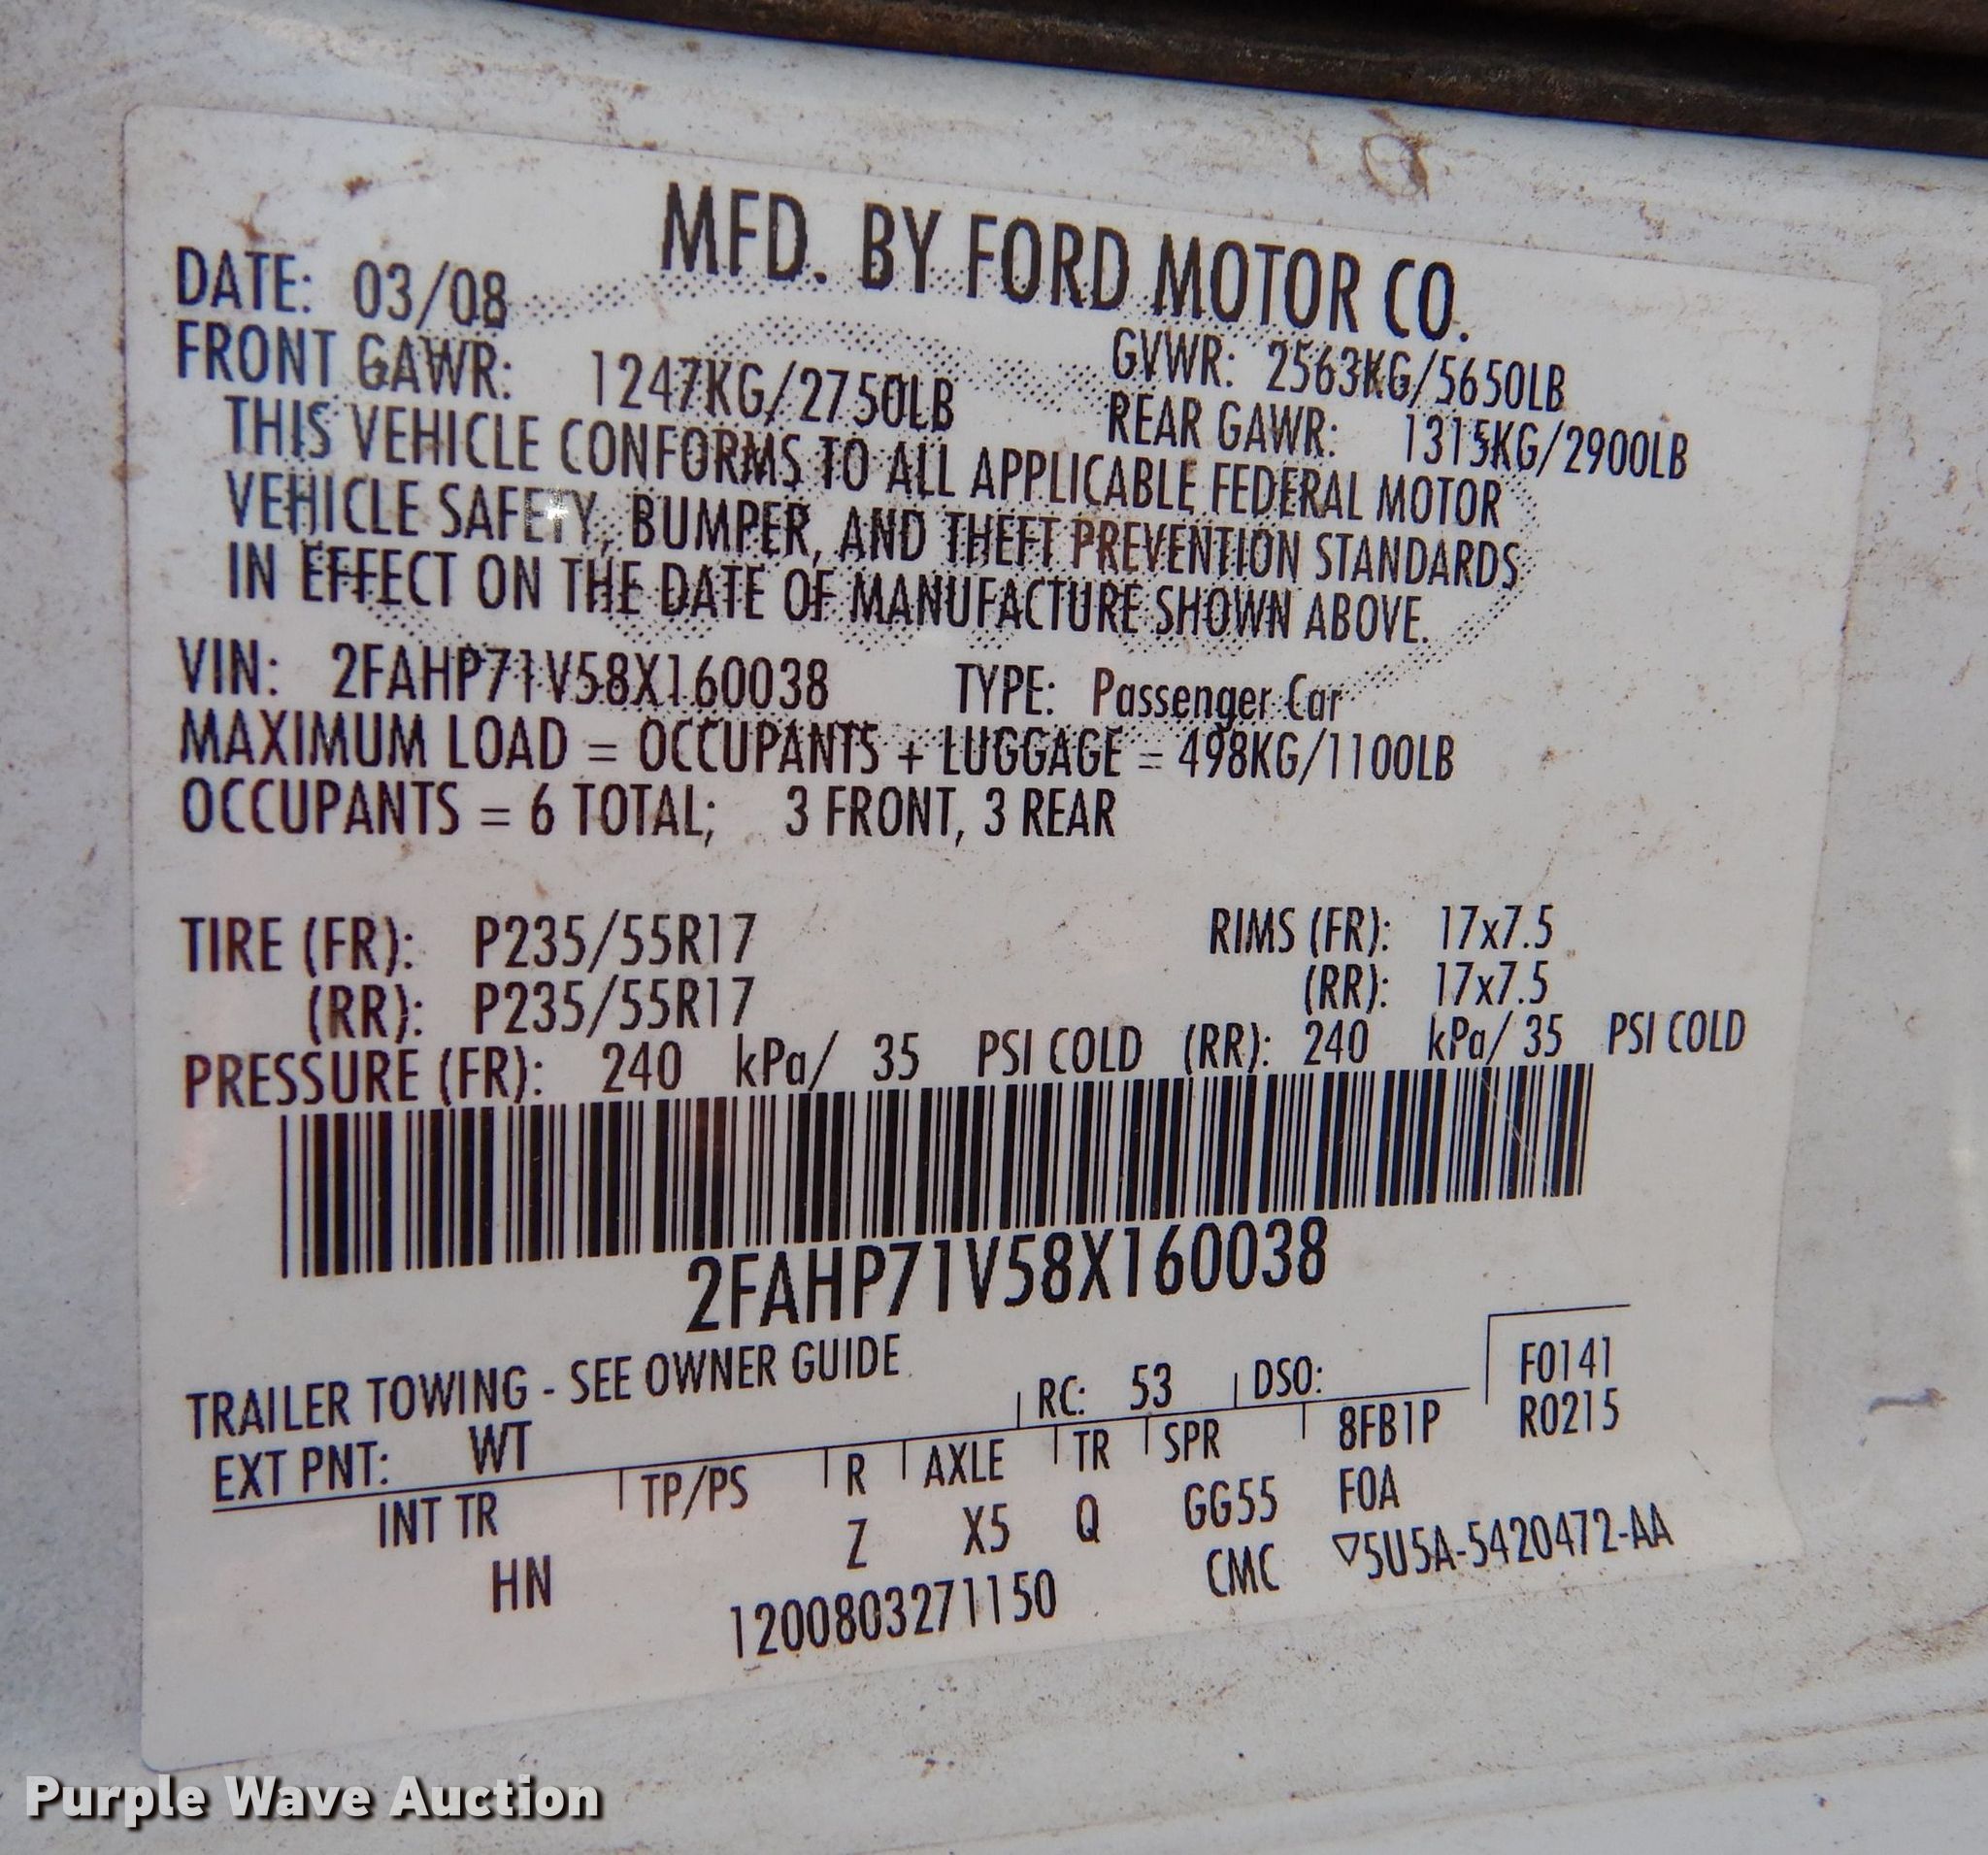 MFD. BY FORD MOTOR CO.
DATE: 03/08
GVWR: 2563KG/5650LB
FRONT GAWR: 1247KG/2750LB
REAR GAWR: 1315KG/2900LB
THIS VEHICLE CONFORMS TO ALL APPLICABLE FEDERAL MOTOR
VEHICLE SAFETY, BUMPER, AND THEFT PREVENTION STANDARDS
IN EFFECT ON THE DATE OF MANUFACTURE SHOWN ABOVE.
VIN: 2FAHP71V58X160038 TYPE: Passenger Car
MAXIMUM LOAD = OCCUPANTS + LUGGAGE = 498KG/1100LB
OCCUPANTS = 6 TOTAL; 3 FRONT, 3 REAR
TIRE (FR): P235/55R17 RIMS (FR): 17x7.5
(RR): P235/55R17 (RR): 17x7.5
PRESSURE (FR): 240 kPa/ 35 PSI COLD (RR): 240 kPa/ 35 PSI COLD
2FAHP71V58X160038
TRAILER TOWING - SEE OWNER GUIDE
RC: 53 DSO:
F0141
R0215
EXT PNT: WT
INT TR TP/PS R AXLE TR SPR 8FB1P
HN Z X5 Q GG55 FOA
1200803271150 CMC ▽5U5A-5420472-AA
Purple Wave Auction